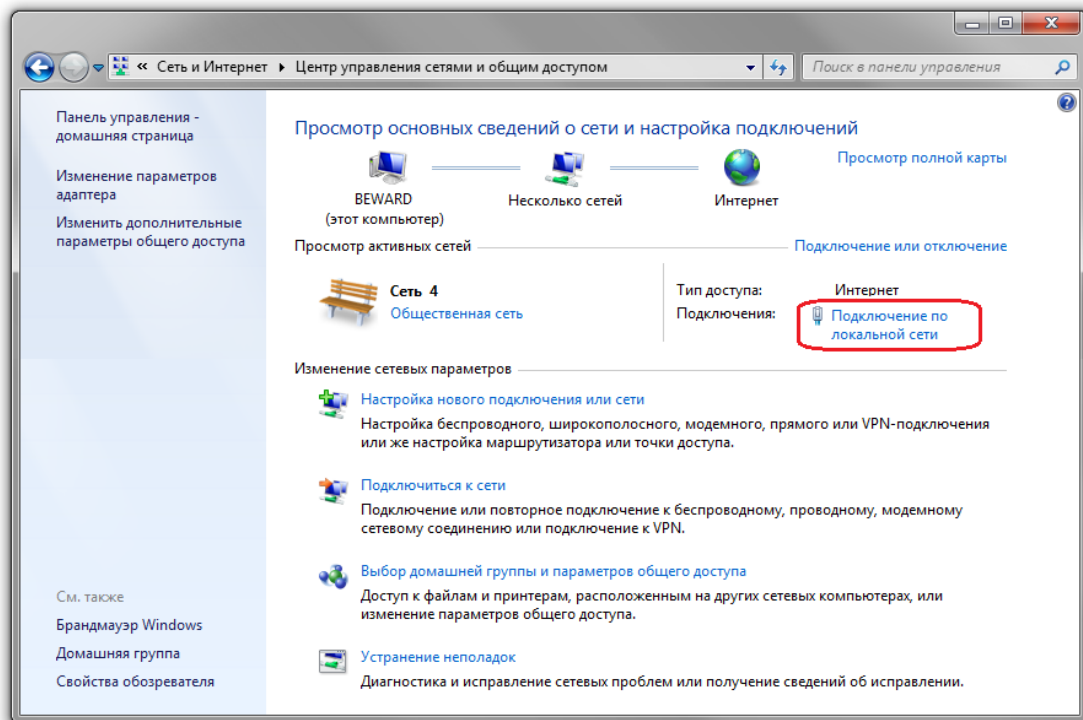 « Сеть и Интернет ▸ Центр управления сетями и общим доступом
Поиск в панели управления
Панель управления -
домашняя страница
Изменение параметров
адаптера
Изменить дополнительные
параметры общего доступа
См. также
Брандмауэр Windows
Домашняя группа
Свойства обозревателя
Просмотр основных сведений о сети и настройка подключений
Просмотр полной карты
BEWARD
(этот компьютер)
Несколько сетей
Интернет
Просмотр активных сетей
Подключение или отключение
Сеть 4
Общественная сеть
Тип доступа: Интернет
Подключения: Подключение по
локальной сети
Изменение сетевых параметров
Настройка нового подключения или сети
Настройка беспроводного, широкополосного, модемного, прямого или VPN-подключения
или же настройка маршрутизатора или точки доступа.
Подключиться к сети
Подключение или повторное подключение к беспроводному, проводному, модемному
сетевому соединению или подключение к VPN.
Выбор домашней группы и параметров общего доступа
Доступ к файлам и принтерам, расположенным на других сетевых компьютерах, или
изменение параметров общего доступа.
Устранение неполадок
Диагностика и исправление сетевых проблем или получение сведений об исправлении.